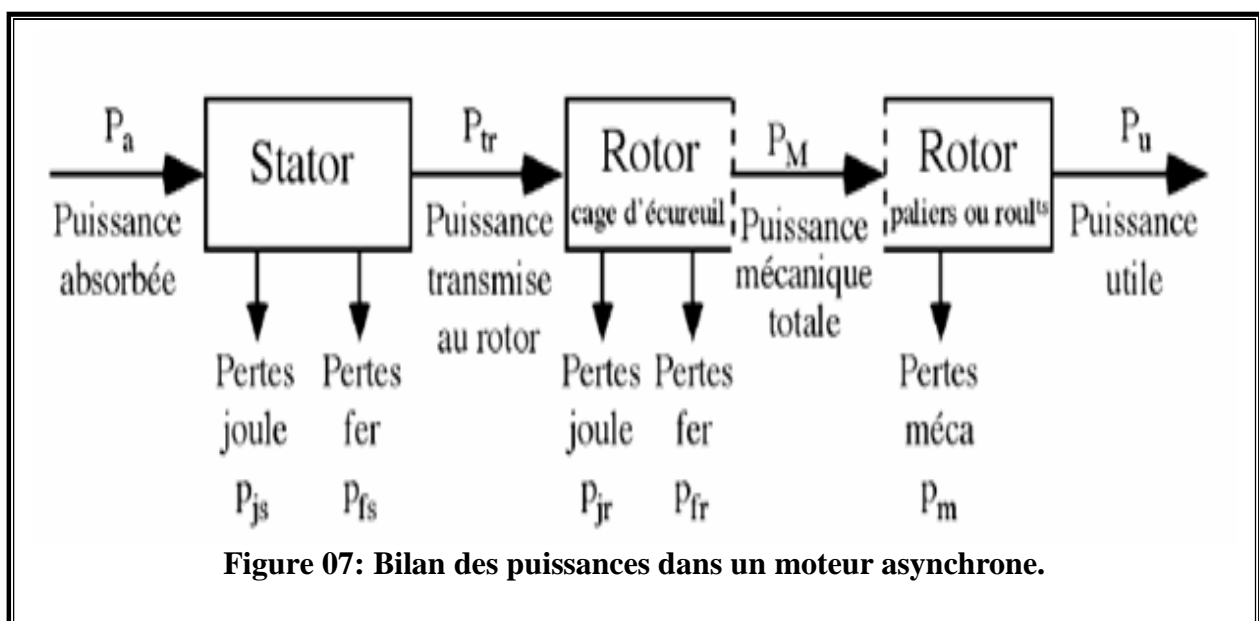 Pa
Puissance
absorbée
Stator
Ptr
Puissance
transmise
au rotor
Rotor
cage d'écureuil
PM
Puissance
mécanique
totale
Rotor
paliers ou roults
Pu
Puissance
utile
Pertes
joule
pjs
Pertes
fer
pfs
Pertes
joule
pjr
Pertes
fer
pfr
Pertes
méca
pm
Figure 07: Bilan des puissances dans un moteur asynchrone.